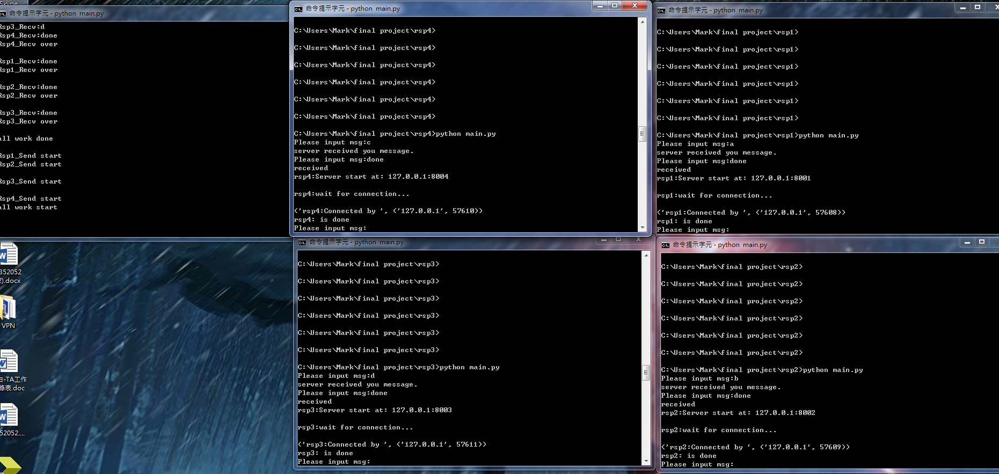 Skype
命令提示字元 - python main.py
Rsp3_Recv:d
Rsp4_Recv:done
Rsp4_Recv over
Rsp1_Recv:done
Rsp1_Recv over
Rsp2_Recv:done
Rsp2_Recv over
Rsp3_Recv:done
Rsp3_Recv over
all work done
Rsp1_Send start
Rsp2_Send start
Rsp3_Send start
Rsp4_Send start
all work start
命令提示字元 - python main.py
C:\Users\Mark\final project\rsp4>
C:\Users\Mark\final project\rsp4>
C:\Users\Mark\final project\rsp4>
C:\Users\Mark\final project\rsp4>
C:\Users\Mark\final project\rsp4>
C:\Users\Mark\final project\rsp4>
C:\Users\Mark\final project\rsp4>python main.py
Please input msg:c
server received you message.
Please input msg:done
received
rsp4:Server start at: 127.0.0.1:8004
rsp4:wait for connection...
('rsp4:Connected by ', ('127.0.0.1', 57610))
rsp4: is done
Please input msg:
命令提示字元 - python main.py
C:\Users\Mark\final project\rsp1>
C:\Users\Mark\final project\rsp1>
C:\Users\Mark\final project\rsp1>
C:\Users\Mark\final project\rsp1>
C:\Users\Mark\final project\rsp1>
C:\Users\Mark\final project\rsp1>
C:\Users\Mark\final project\rsp1>python main.py
Please input msg:a
server received you message.
Please input msg:done
received
rsp1:Server start at: 127.0.0.1:8001
rsp1:wait for connection...
('rsp1:Connected by ', ('127.0.0.1', 57608))
rsp1: is done
Please input msg:
352052
2).docx
VPN
日-TA工作
錄表.doc
52052....
命令提示字元 - python main.py
C:\Users\Mark\final project\rsp3>
C:\Users\Mark\final project\rsp3>
C:\Users\Mark\final project\rsp3>
C:\Users\Mark\final project\rsp3>
C:\Users\Mark\final project\rsp3>
C:\Users\Mark\final project\rsp3>
C:\Users\Mark\final project\rsp3>python main.py
Please input msg:d
server received you message.
Please input msg:done
received
rsp3:Server start at: 127.0.0.1:8003
rsp3:wait for connection...
('rsp3:Connected by ', ('127.0.0.1', 57611))
rsp3: is done
Please input msg:
命令提示字元 - python main.py
C:\Users\Mark\final project\rsp2>
C:\Users\Mark\final project\rsp2>
C:\Users\Mark\final project\rsp2>
C:\Users\Mark\final project\rsp2>
C:\Users\Mark\final project\rsp2>
C:\Users\Mark\final project\rsp2>
C:\Users\Mark\final project\rsp2>python main.py
Please input msg:b
server received you message.
Please input msg:done
received
rsp2:Server start at: 127.0.0.1:8002
rsp2:wait for connection...
('rsp2:Connected by ', ('127.0.0.1', 57609))
rsp2: is done
Please input msg: